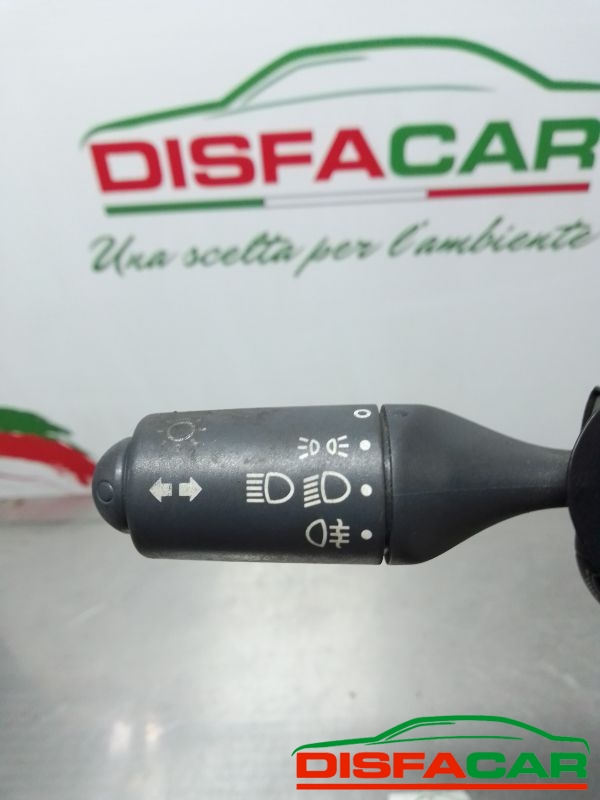 DISFACAR
Una scelta per l'ambiente
0
DISFACAR